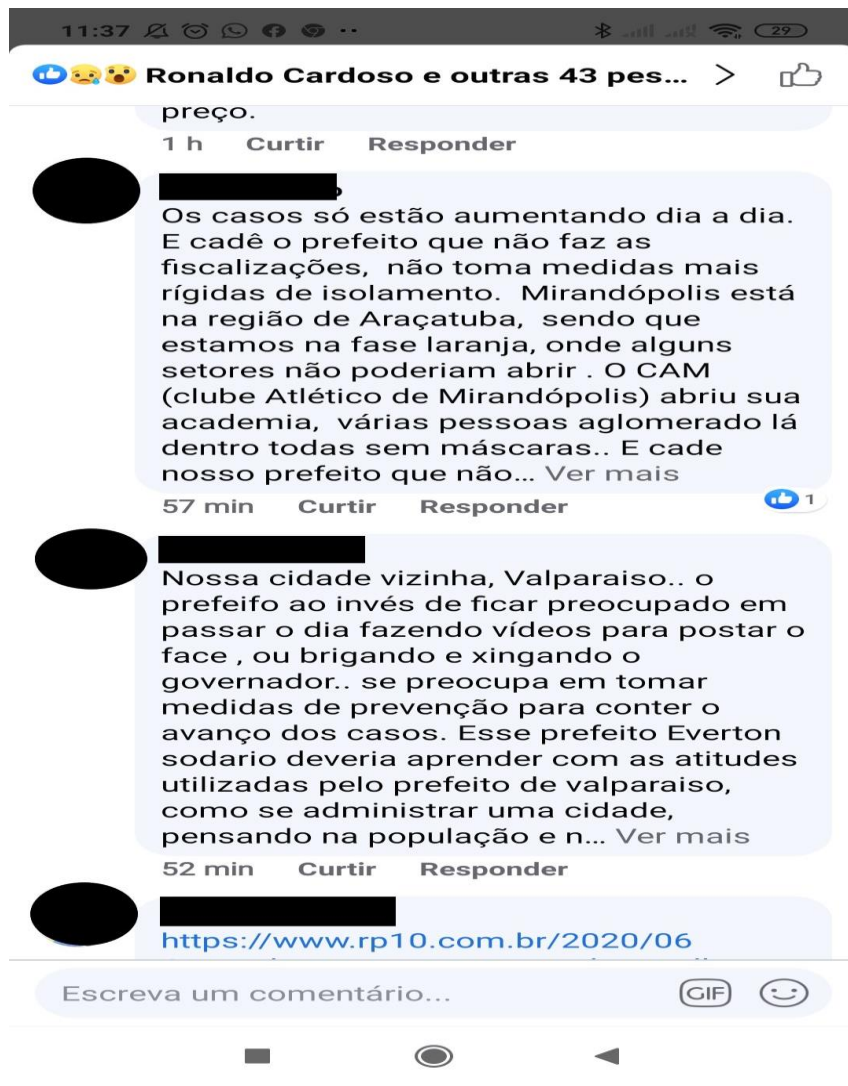 11:37
29
Ronaldo Cardoso e outras 43 pes...
preço.
1 h Curtir Responder
Os casos só estão aumentando dia a dia.
E cadê o prefeito que não faz as
fiscalizações, não toma medidas mais
rígidas de isolamento. Mirandópolis está
na região de Araçatuba, sendo que
estamos na fase laranja, onde alguns
setores não poderiam abrir . O CAM
(clube Atlético de Mirandópolis) abriu sua
academia, várias pessoas aglomerado lá
dentro todas sem máscaras.. E cade
nosso prefeito que não... Ver mais
57 min Curtir Responder
1
Nossa cidade vizinha, Valparaiso.. o
prefeifo ao invés de ficar preocupado em
passar o dia fazendo vídeos para postar o
face , ou brigando e xingando o
governador.. se preocupa em tomar
medidas de prevenção para conter o
avanço dos casos. Esse prefeito Everton
sodario deveria aprender com as atitudes
utilizadas pelo prefeito de valparaiso,
como se administrar uma cidade,
pensando na população e n... Ver mais
52 min Curtir Responder
https://www.rp10.com.br/2020/06
Escreva um comentário...
GIF